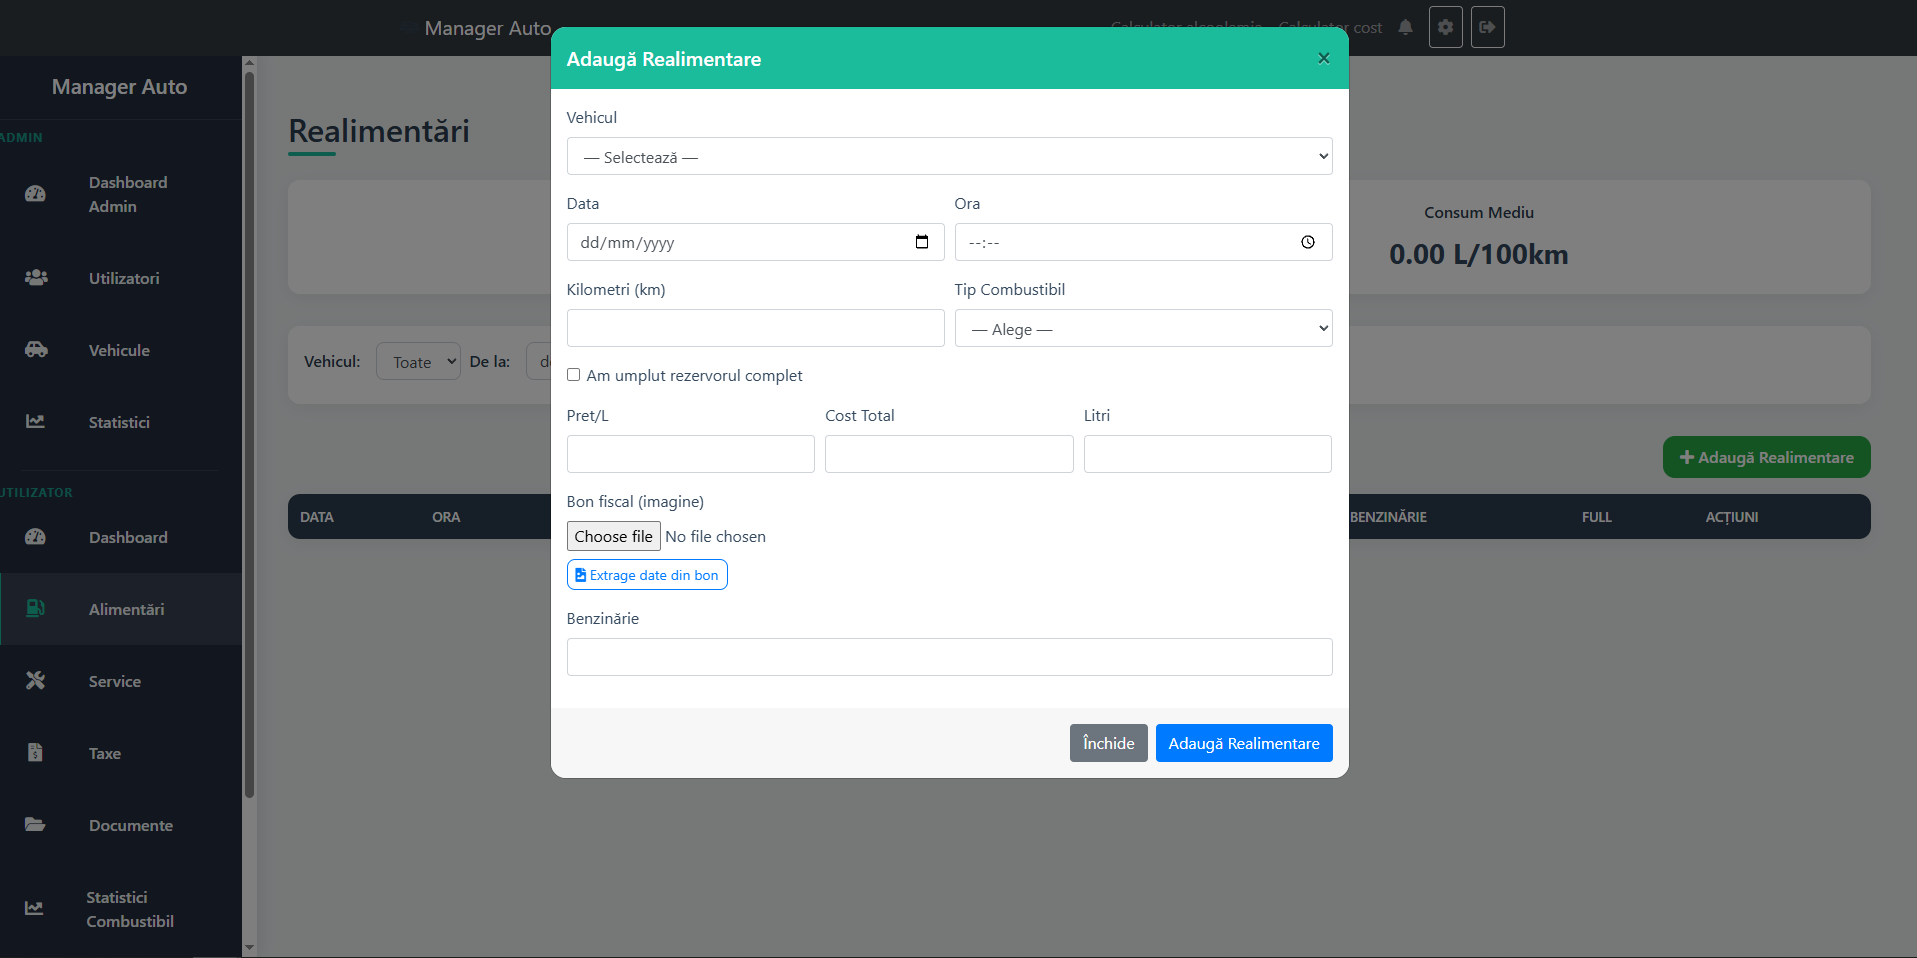 Manager Auto
Calculator alcoolemie
Calculator cost
Manager Auto
ADMIN
Dashboard
Admin
Utilizatori
Vehicule
Statistici
UTILIZATOR
Dashboard
Alimentări
Service
Taxe
Documente
Statistici
Combustibil
Realimentări
Consum Mediu
0.00 L/100km
Vehicul:
Toate
De la:
Adaugă Realimentare
DATA
ORA
BENZINĂRIE
FULL
ACȚIUNI
Adaugă Realimentare
×
Vehicul
— Selectează —
Data
Ora
dd/mm/yyyy
--:--
Kilometri (km)
Tip Combustibil
— Alege —
Am umplut rezervorul complet
Pret/L
Cost Total
Litri
Bon fiscal (imagine)
Choose file No file chosen
Extrage date din bon
Benzinărie
Închide
Adaugă Realimentare